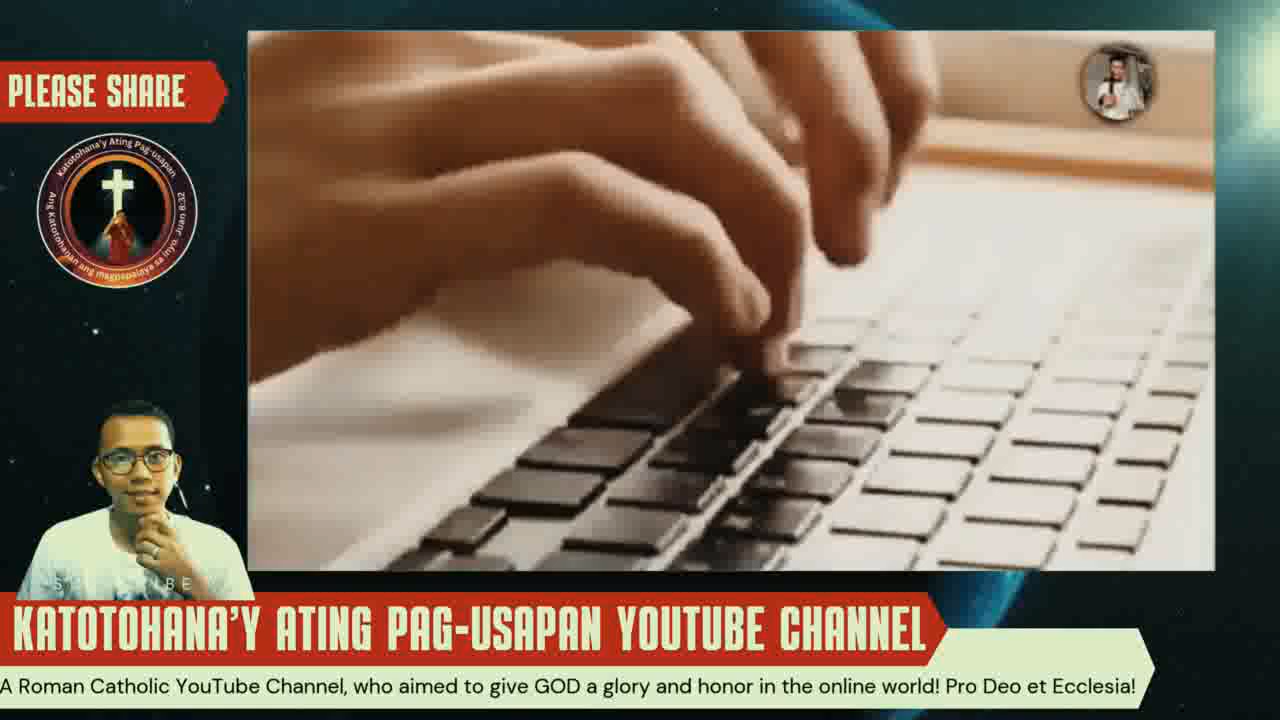 PLEASE SHARE
Katotohana'y Ating Pag-usapan
Ang Katotohanan ang magpapalaya sa inyo. Juan 8:32
KATOTOHANA'Y ATING PAG-USAPAN YOUTUBE CHANNEL
A Roman Catholic YouTube Channel, who aimed to give GOD a glory and honor in the online world! Pro Deo et Ecclesia!